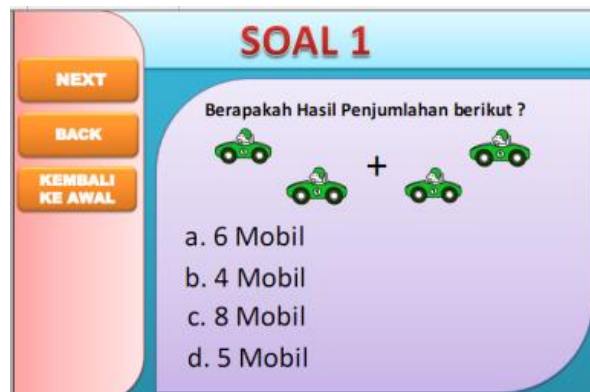 SOAL 1
NEXT
BACK
KEMBALI
KE AWAL
Berapakah Hasil Penjumlahan berikut ?
+
a. 6 Mobil
b. 4 Mobil
c. 8 Mobil
d. 5 Mobil